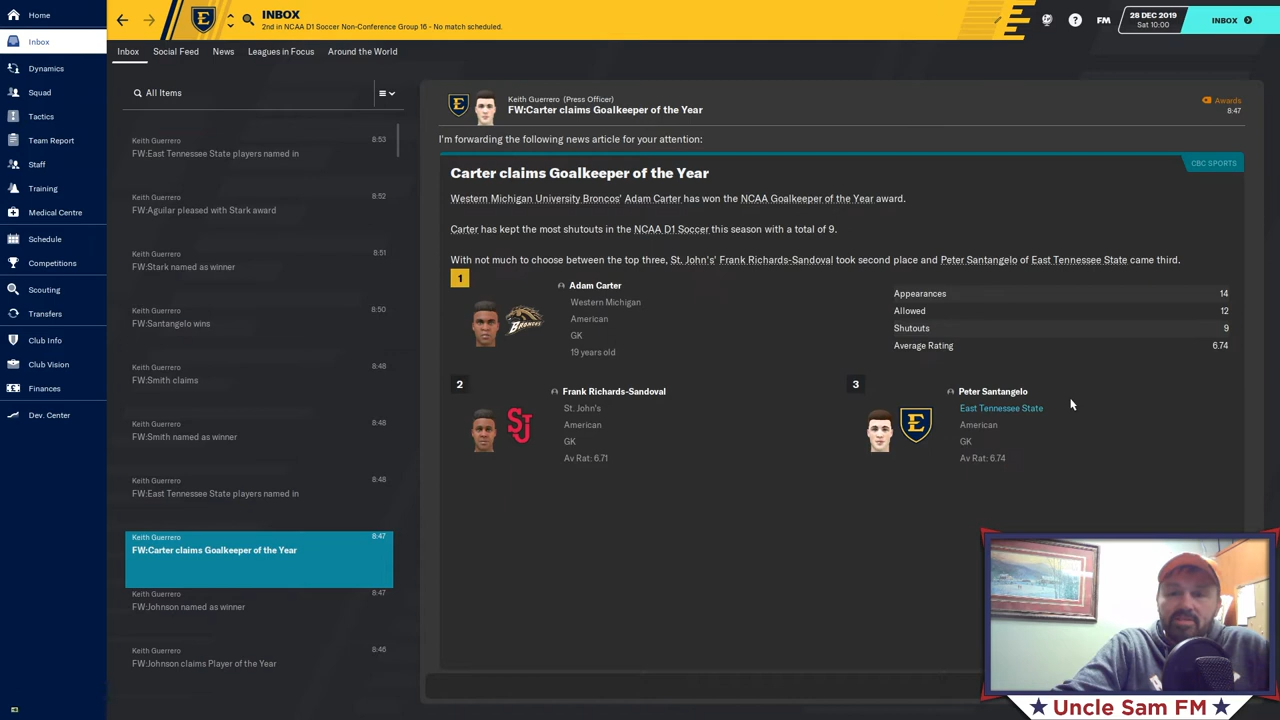 Home
Inbox
Dynamics
Squad
Tactics
Team Report
Staff
Training
Medical Centre
Schedule
Competitions
Scouting
Transfers
Club Info
Club Vision
Finances
Dev. Center
INBOX
2nd in NCAA D1 Soccer Non-Conference Group 16 - No match scheduled.
FM
28 DEC 2019
Sat 10:00
INBOX
Inbox
Social Feed
News
Leagues in Focus
Around the World
All Items
Keith Guerrero 8:53
FW:East Tennessee State players named in
Keith Guerrero 8:52
FW:Aguilar pleased with Stark award
Keith Guerrero 8:51
FW:Stark named as winner
Keith Guerrero 8:50
FW:Santangelo wins
Keith Guerrero 8:48
FW:Smith claims
Keith Guerrero 8:48
FW:Smith named as winner
Keith Guerrero 8:48
FW:East Tennessee State players named in
Keith Guerrero 8:47
FW:Carter claims Goalkeeper of the Year
Keith Guerrero 8:47
FW:Johnson named as winner
Keith Guerrero 8:46
FW:Johnson claims Player of the Year
Keith Guerrero (Press Officer)
FW:Carter claims Goalkeeper of the Year
Awards
8:47
I'm forwarding the following news article for your attention:
CBC SPORTS
Carter claims Goalkeeper of the Year
Western Michigan University Broncos' Adam Carter has won the NCAA Goalkeeper of the Year award.
Carter has kept the most shutouts in the NCAA D1 Soccer this season with a total of 9.
With not much to choose between the top three, St. John's' Frank Richards-Sandoval took second place and Peter Santangelo of East Tennessee State came third.
1
Adam Carter
Western Michigan
American
GK
19 years old
BRONCOS
Appearances 14
Allowed 12
Shutouts 9
Average Rating 6.74
2
Frank Richards-Sandoval
St. John's
American
GK
Av Rat: 6.71
SJ
3
Peter Santangelo
East Tennessee State
American
GK
Av Rat: 6.74
E
Uncle Sam FM